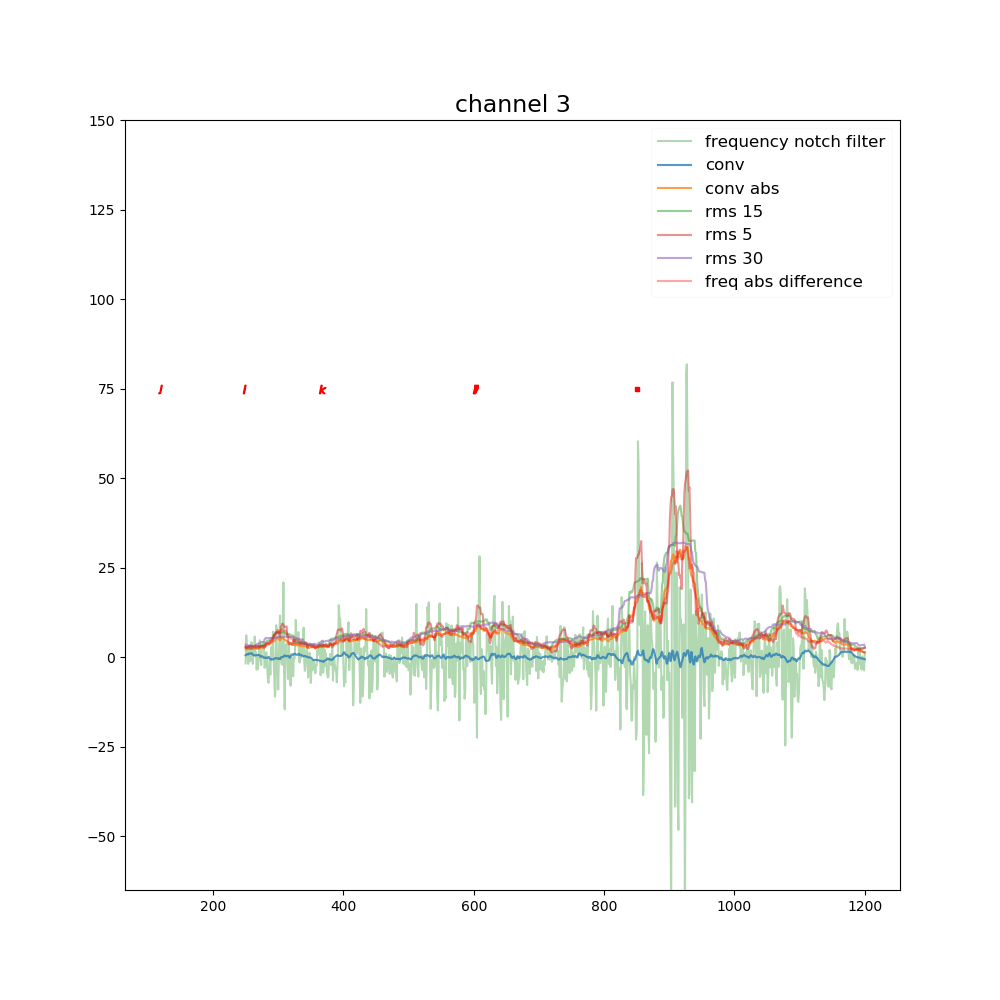 channel 3
150
frequency notch filter
conv
conv abs
125
rms 15
rms 5
rms 30
freq abs difference
100
75
l k
50
25
0
−25
−50
200 400 600 800 1000 1200